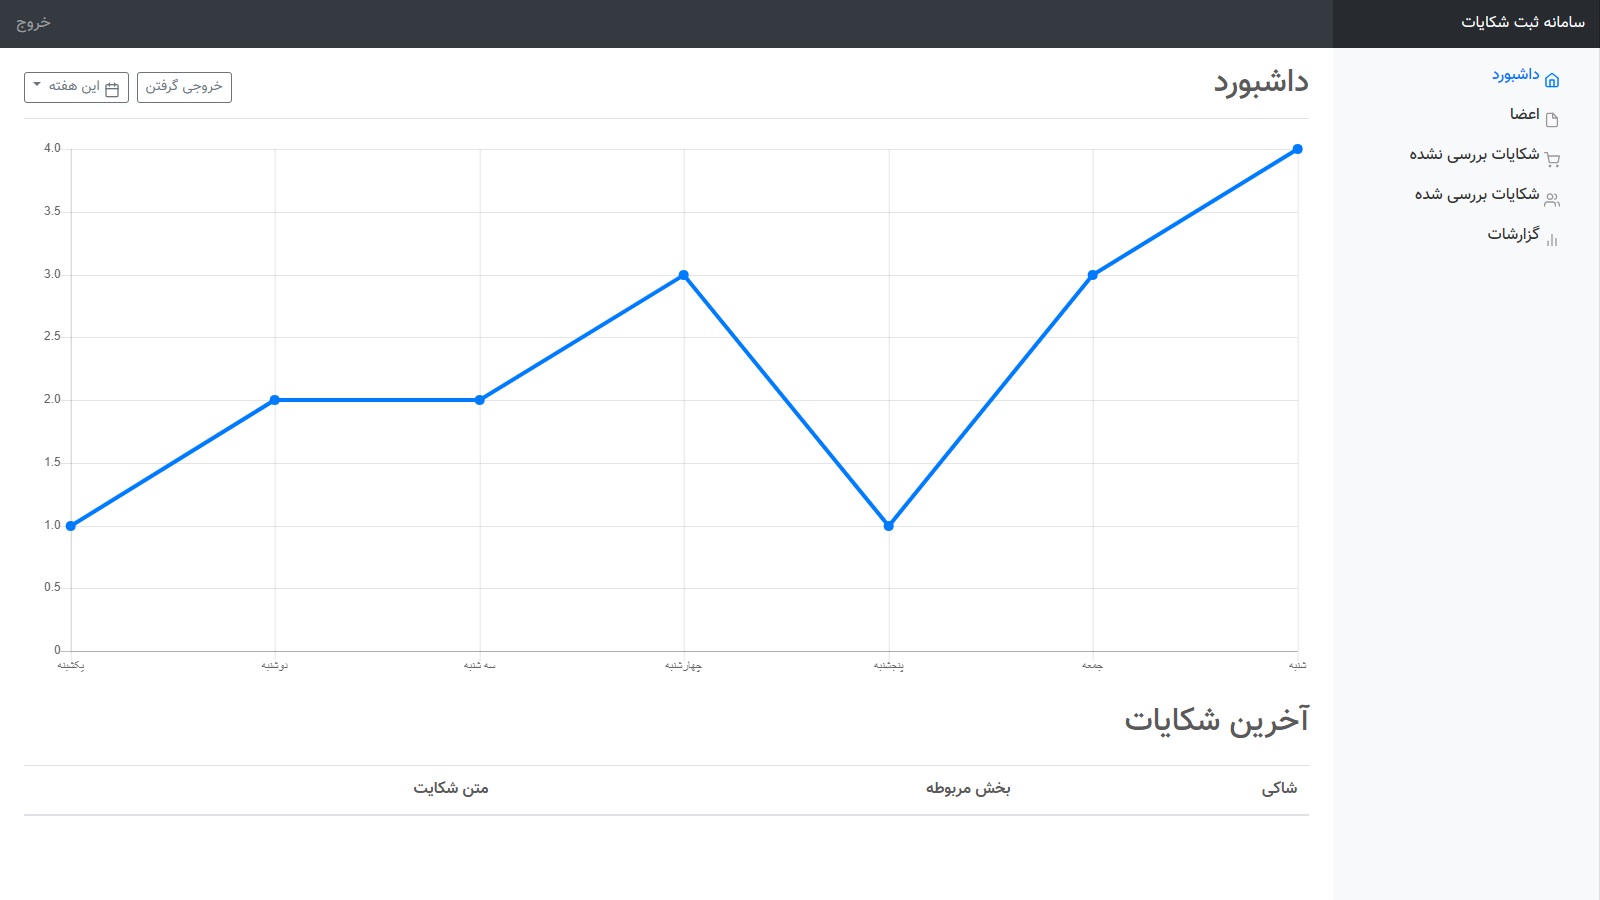 سامانه ثبت شکایات
خروج
داشبورد
اعضا
شکایات بررسی نشده
شکایات بررسی شده
گزارشات
داشبورد
خروجی گرفتن
این هفته
4.0
3.5
3.0
2.5
2.0
1.5
1.0
0.5
0
یکشنبه
دوشنبه
سه شنبه
چهارشنبه
پنجشنبه
جمعه
شنبه
آخرین شکایات
شاکی
بخش مربوطه
متن شکایت